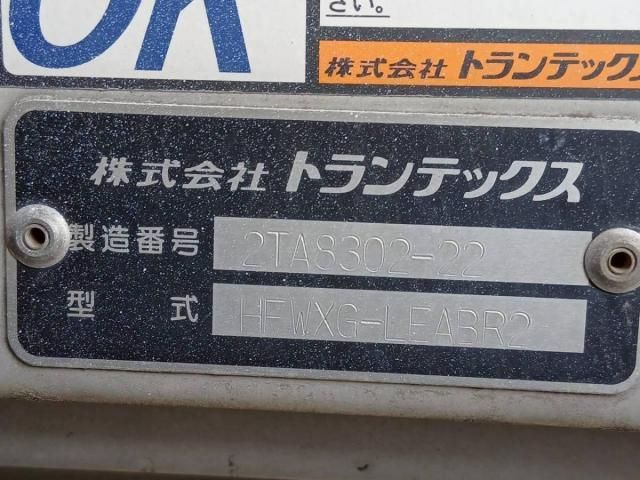 OK
さい。
株式会社 トランテックス
株式会社 トランテックス
製造番号 2TA8302-22
型式 HFWXG-LEABR2